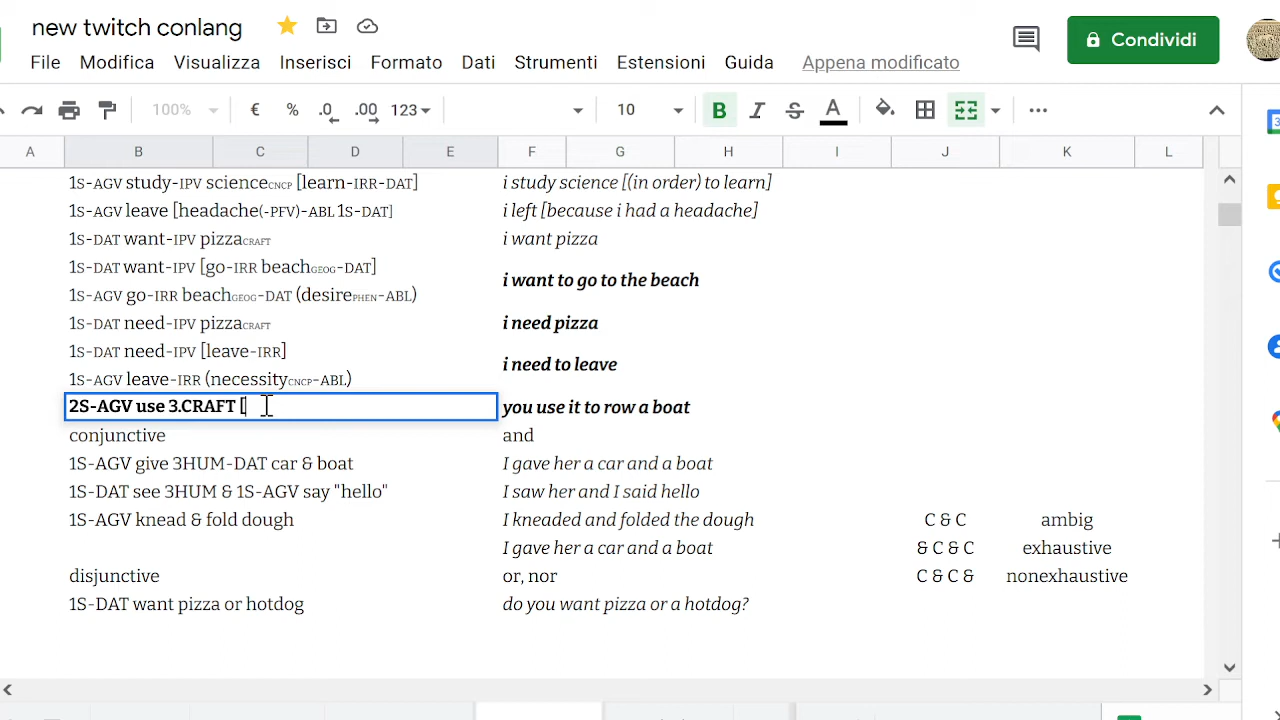 new twitch conlang
File Modifica Visualizza Inserisci Formato Dati Strumenti Estensioni Guida Appena modificato
Condividi
100% € % .0 .00 123 10 B I S A
A B C D E F G H I J K L
1S-AGV study-IPV scienceCNCP [learn-IRR-DAT] i study science [(in order) to learn]
1S-AGV leave [headache(-PFV)-ABL 1S-DAT] i left [because i had a headache]
1S-DAT want-IPV pizzaCRAFT i want pizza
1S-DAT want-IPV [go-IRR beachGEOG-DAT]
i want to go to the beach
1S-AGV go-IRR beachGEOG-DAT (desirePHEN-ABL)
1S-DAT need-IPV pizzaCRAFT i need pizza
1S-DAT need-IPV [leave-IRR]
i need to leave
1S-AGV leave-IRR (necessityCNCP-ABL)
2S-AGV use 3.CRAFT [ you use it to row a boat
conjunctive and
1S-AGV give 3HUM-DAT car & boat I gave her a car and a boat
1S-DAT see 3HUM & 1S-AGV say "hello" I saw her and I said hello
1S-AGV knead & fold dough I kneaded and folded the dough C & C ambig
I gave her a car and a boat & C & C exhaustive
disjunctive or, nor C & C & nonexhaustive
1S-DAT want pizza or hotdog do you want pizza or a hotdog?